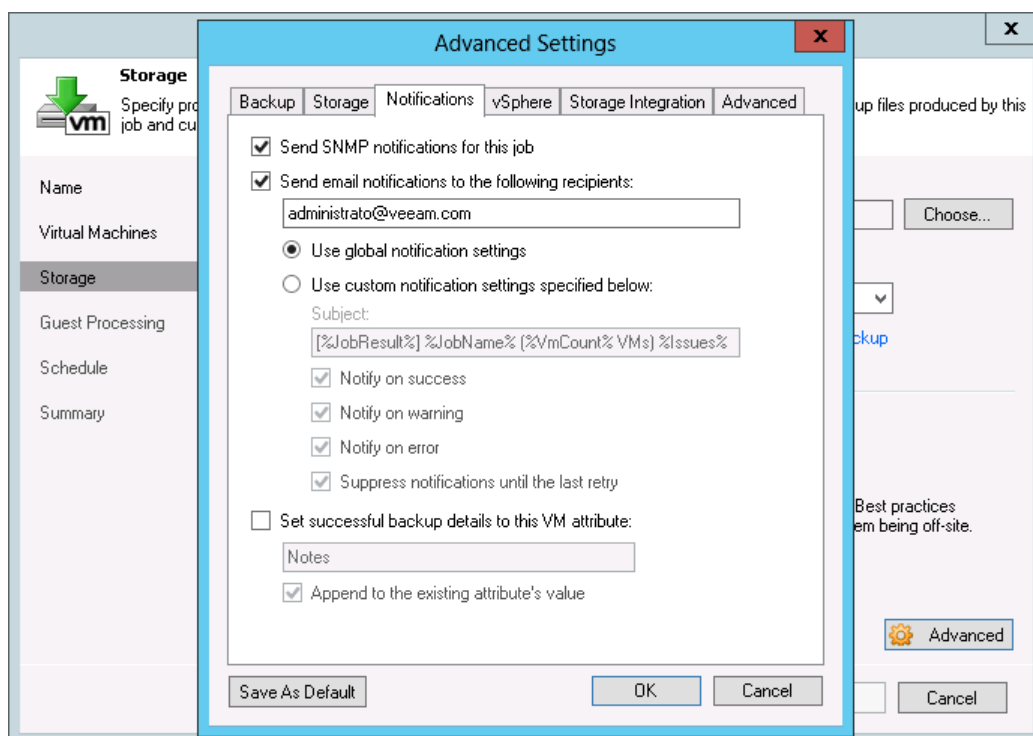 x
Advanced Settings
x
Storage
Specify pro
job and cu
up files produced by this
vm
Backup
Storage
Notifications
vSphere
Storage Integration
Advanced
Send SNMP notifications for this job
Send email notifications to the following recipients:
administrato@veeam.com
Use global notification settings
Use custom notification settings specified below:
Subject:
[%JobResult%] %JobName% (%VmCount% VMs) %Issues%
Notify on success
Notify on warning
Notify on error
Suppress notifications until the last retry
Set successful backup details to this VM attribute:
Notes
Append to the existing attribute's value
Save As Default
OK
Cancel
Name
Virtual Machines
Storage
Guest Processing
Schedule
Summary
Choose...
ckup
Best practices
em being off-site.
Advanced
Cancel